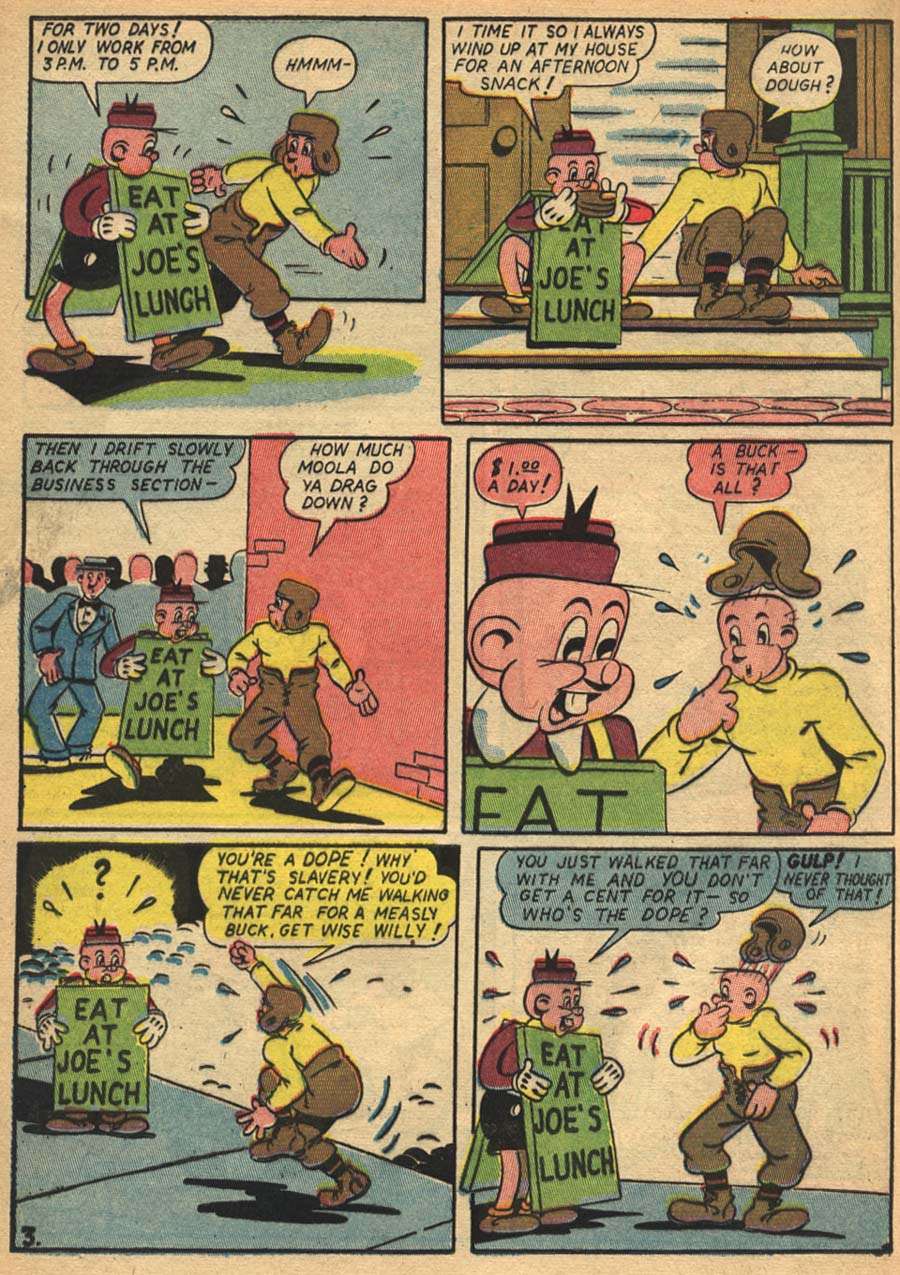 FOR TWO DAYS!
I ONLY WORK FROM
3 P.M. TO 5 P.M.
HMMM-
EAT
AT
JOE'S
LUNCH
I TIME IT SO I ALWAYS
WIND UP AT MY HOUSE
FOR AN AFTERNOON
SNACK!
HOW
ABOUT
DOUGH?
EAT
AT
JOE'S
LUNCH
THEN I DRIFT SLOWLY
BACK THROUGH THE
BUSINESS SECTION-
HOW MUCH
MOOLA DO
YA DRAG
DOWN?
EAT
AT
JOE'S
LUNCH
$1.00
A DAY!
A BUCK-
IS THAT
ALL?
EAT
?
YOU'RE A DOPE! WHY
THAT'S SLAVERY! YOU'D
NEVER CATCH ME WALKING
THAT FAR FOR A MEASLY
BUCK, GET WISE WILLY!
EAT
AT
JOE'S
LUNCH
3.
YOU JUST WALKED THAT FAR
WITH ME AND YOU DON'T
GET A CENT FOR IT- SO
WHO'S THE DOPE?
GULP! I
NEVER THOUGHT
OF THAT!
EAT
AT
JOE'S
LUNCH